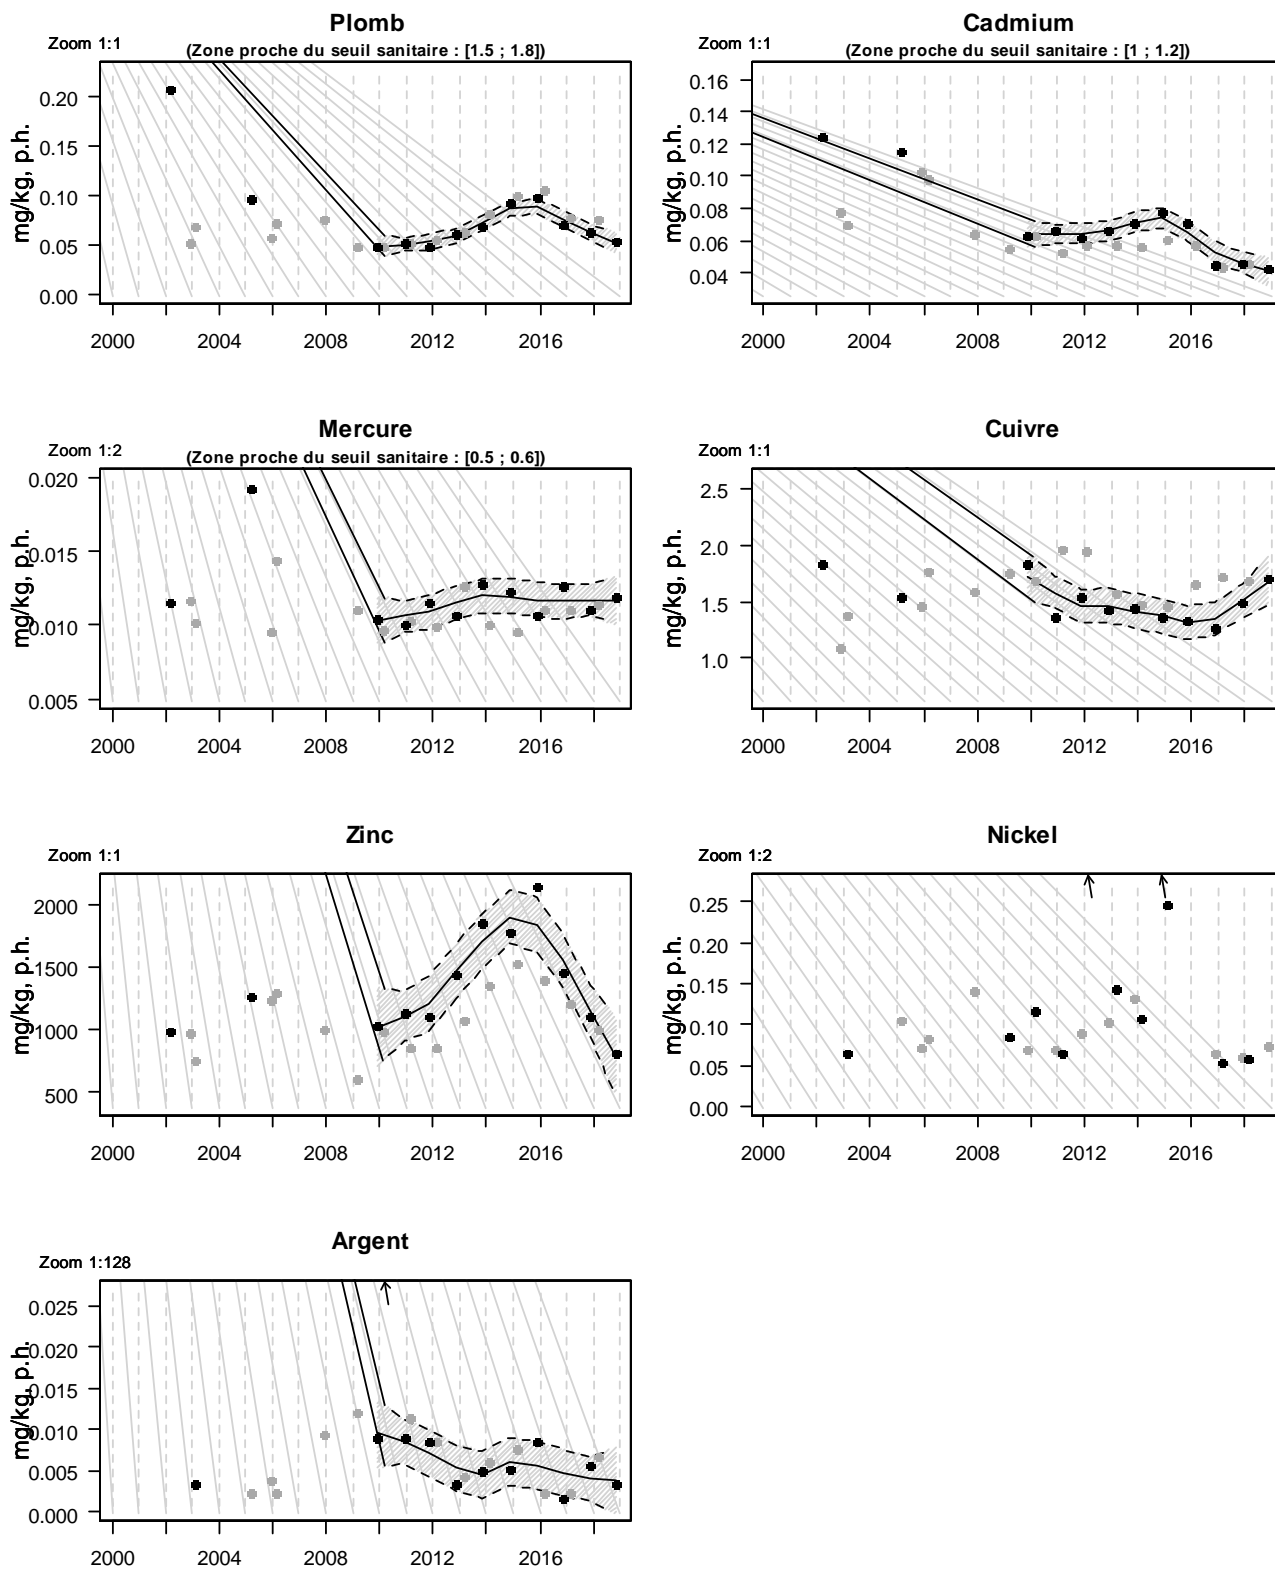 Plomb
Zoom 1:1
(Zone proche du seuil sanitaire : [1.5 ; 1.8])
mg/kg, p.h.
0.20
0.15
0.10
0.05
0.00
2000 2004 2008 2012 2016
Cadmium
Zoom 1:1
(Zone proche du seuil sanitaire : [1 ; 1.2])
mg/kg, p.h.
0.16
0.14
0.12
0.10
0.08
0.06
0.04
2000 2004 2008 2012 2016
Mercure
Zoom 1:2
(Zone proche du seuil sanitaire : [0.5 ; 0.6])
mg/kg, p.h.
0.020
0.015
0.010
0.005
2000 2004 2008 2012 2016
Cuivre
Zoom 1:1
mg/kg, p.h.
2.5
2.0
1.5
1.0
2000 2004 2008 2012 2016
Zinc
Zoom 1:1
mg/kg, p.h.
2000
1500
1000
500
2000 2004 2008 2012 2016
Nickel
Zoom 1:2
mg/kg, p.h.
0.25
0.20
0.15
0.10
0.05
0.00
2000 2004 2008 2012 2016
Argent
Zoom 1:128
mg/kg, p.h.
0.025
0.020
0.015
0.010
0.005
0.000
2000 2004 2008 2012 2016